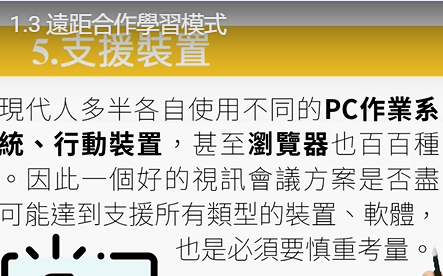 1.3 遠距合作學習模式
5.支援裝置
現代人多半各自使用不同的PC作業系
統、行動裝置，甚至瀏覽器也百百種
。因此一個好的視訊會議方案是否盡
可能達到支援所有類型的裝置、軟體，
也是必須要慎重考量。